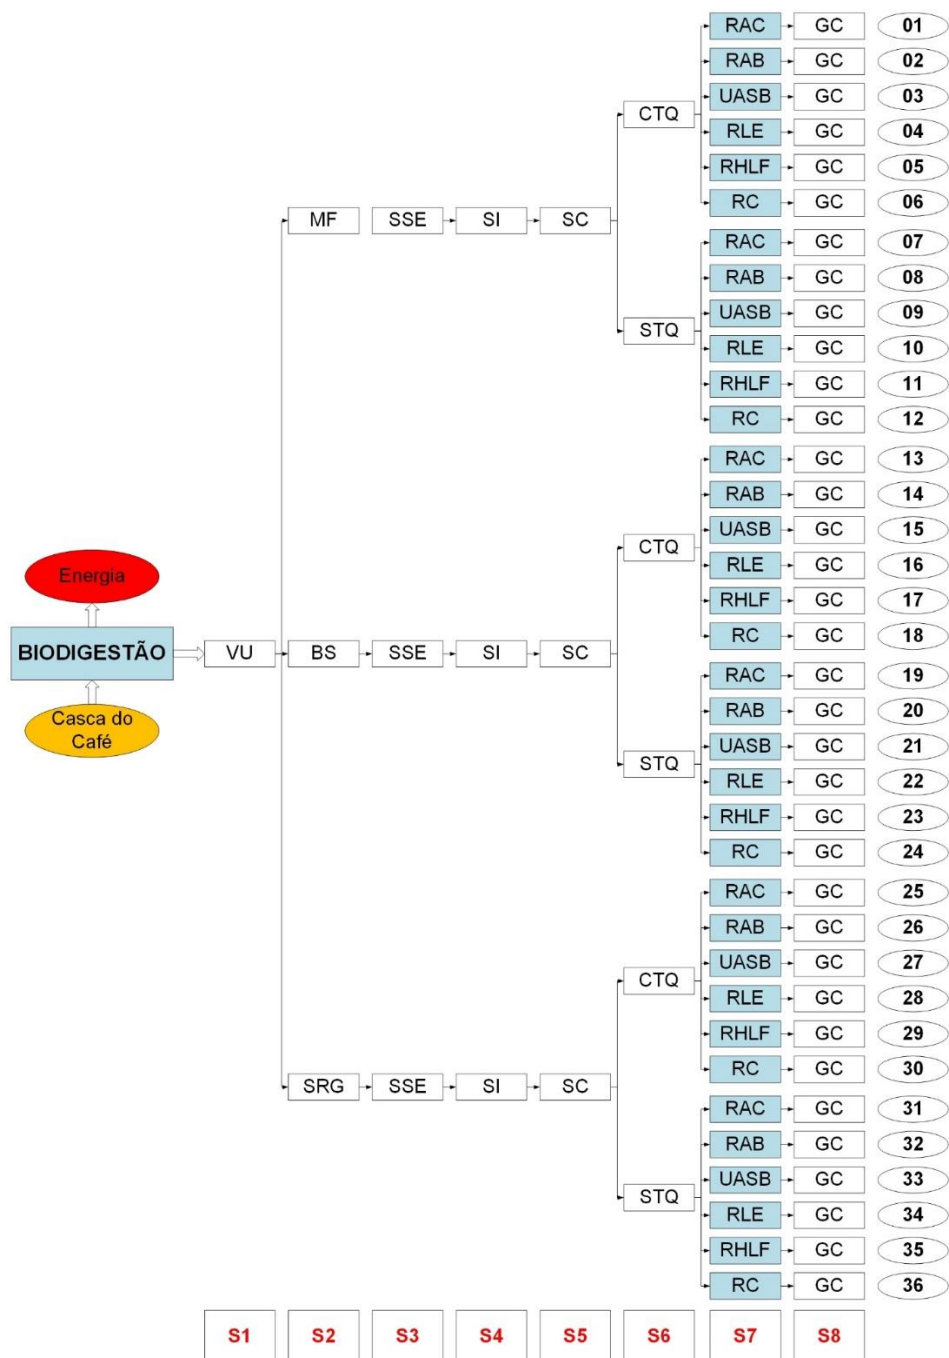 RAC GC 01
RAB GC 02
UASB GC 03
CTQ
RLE GC 04
RHLF GC 05
RC GC 06
MF SSE SI SC
RAC GC 07
RAB GC 08
UASB GC 09
STQ
RLE GC 10
RHLF GC 11
RC GC 12
RAC GC 13
RAB GC 14
UASB GC 15
CTQ
RLE GC 16
RHLF GC 17
RC GC 18
Energia
BIODIGESTÃO
VU BS SSE SI SC
Casca do
Café
RAC GC 19
RAB GC 20
UASB GC 21
STQ
RLE GC 22
RHLF GC 23
RC GC 24
RAC GC 25
RAB GC 26
UASB GC 27
CTQ
RLE GC 28
RHLF GC 29
RC GC 30
SRG SSE SI SC
RAC GC 31
RAB GC 32
UASB GC 33
STQ
RLE GC 34
RHLF GC 35
RC GC 36
S1 S2 S3 S4 S5 S6 S7 S8